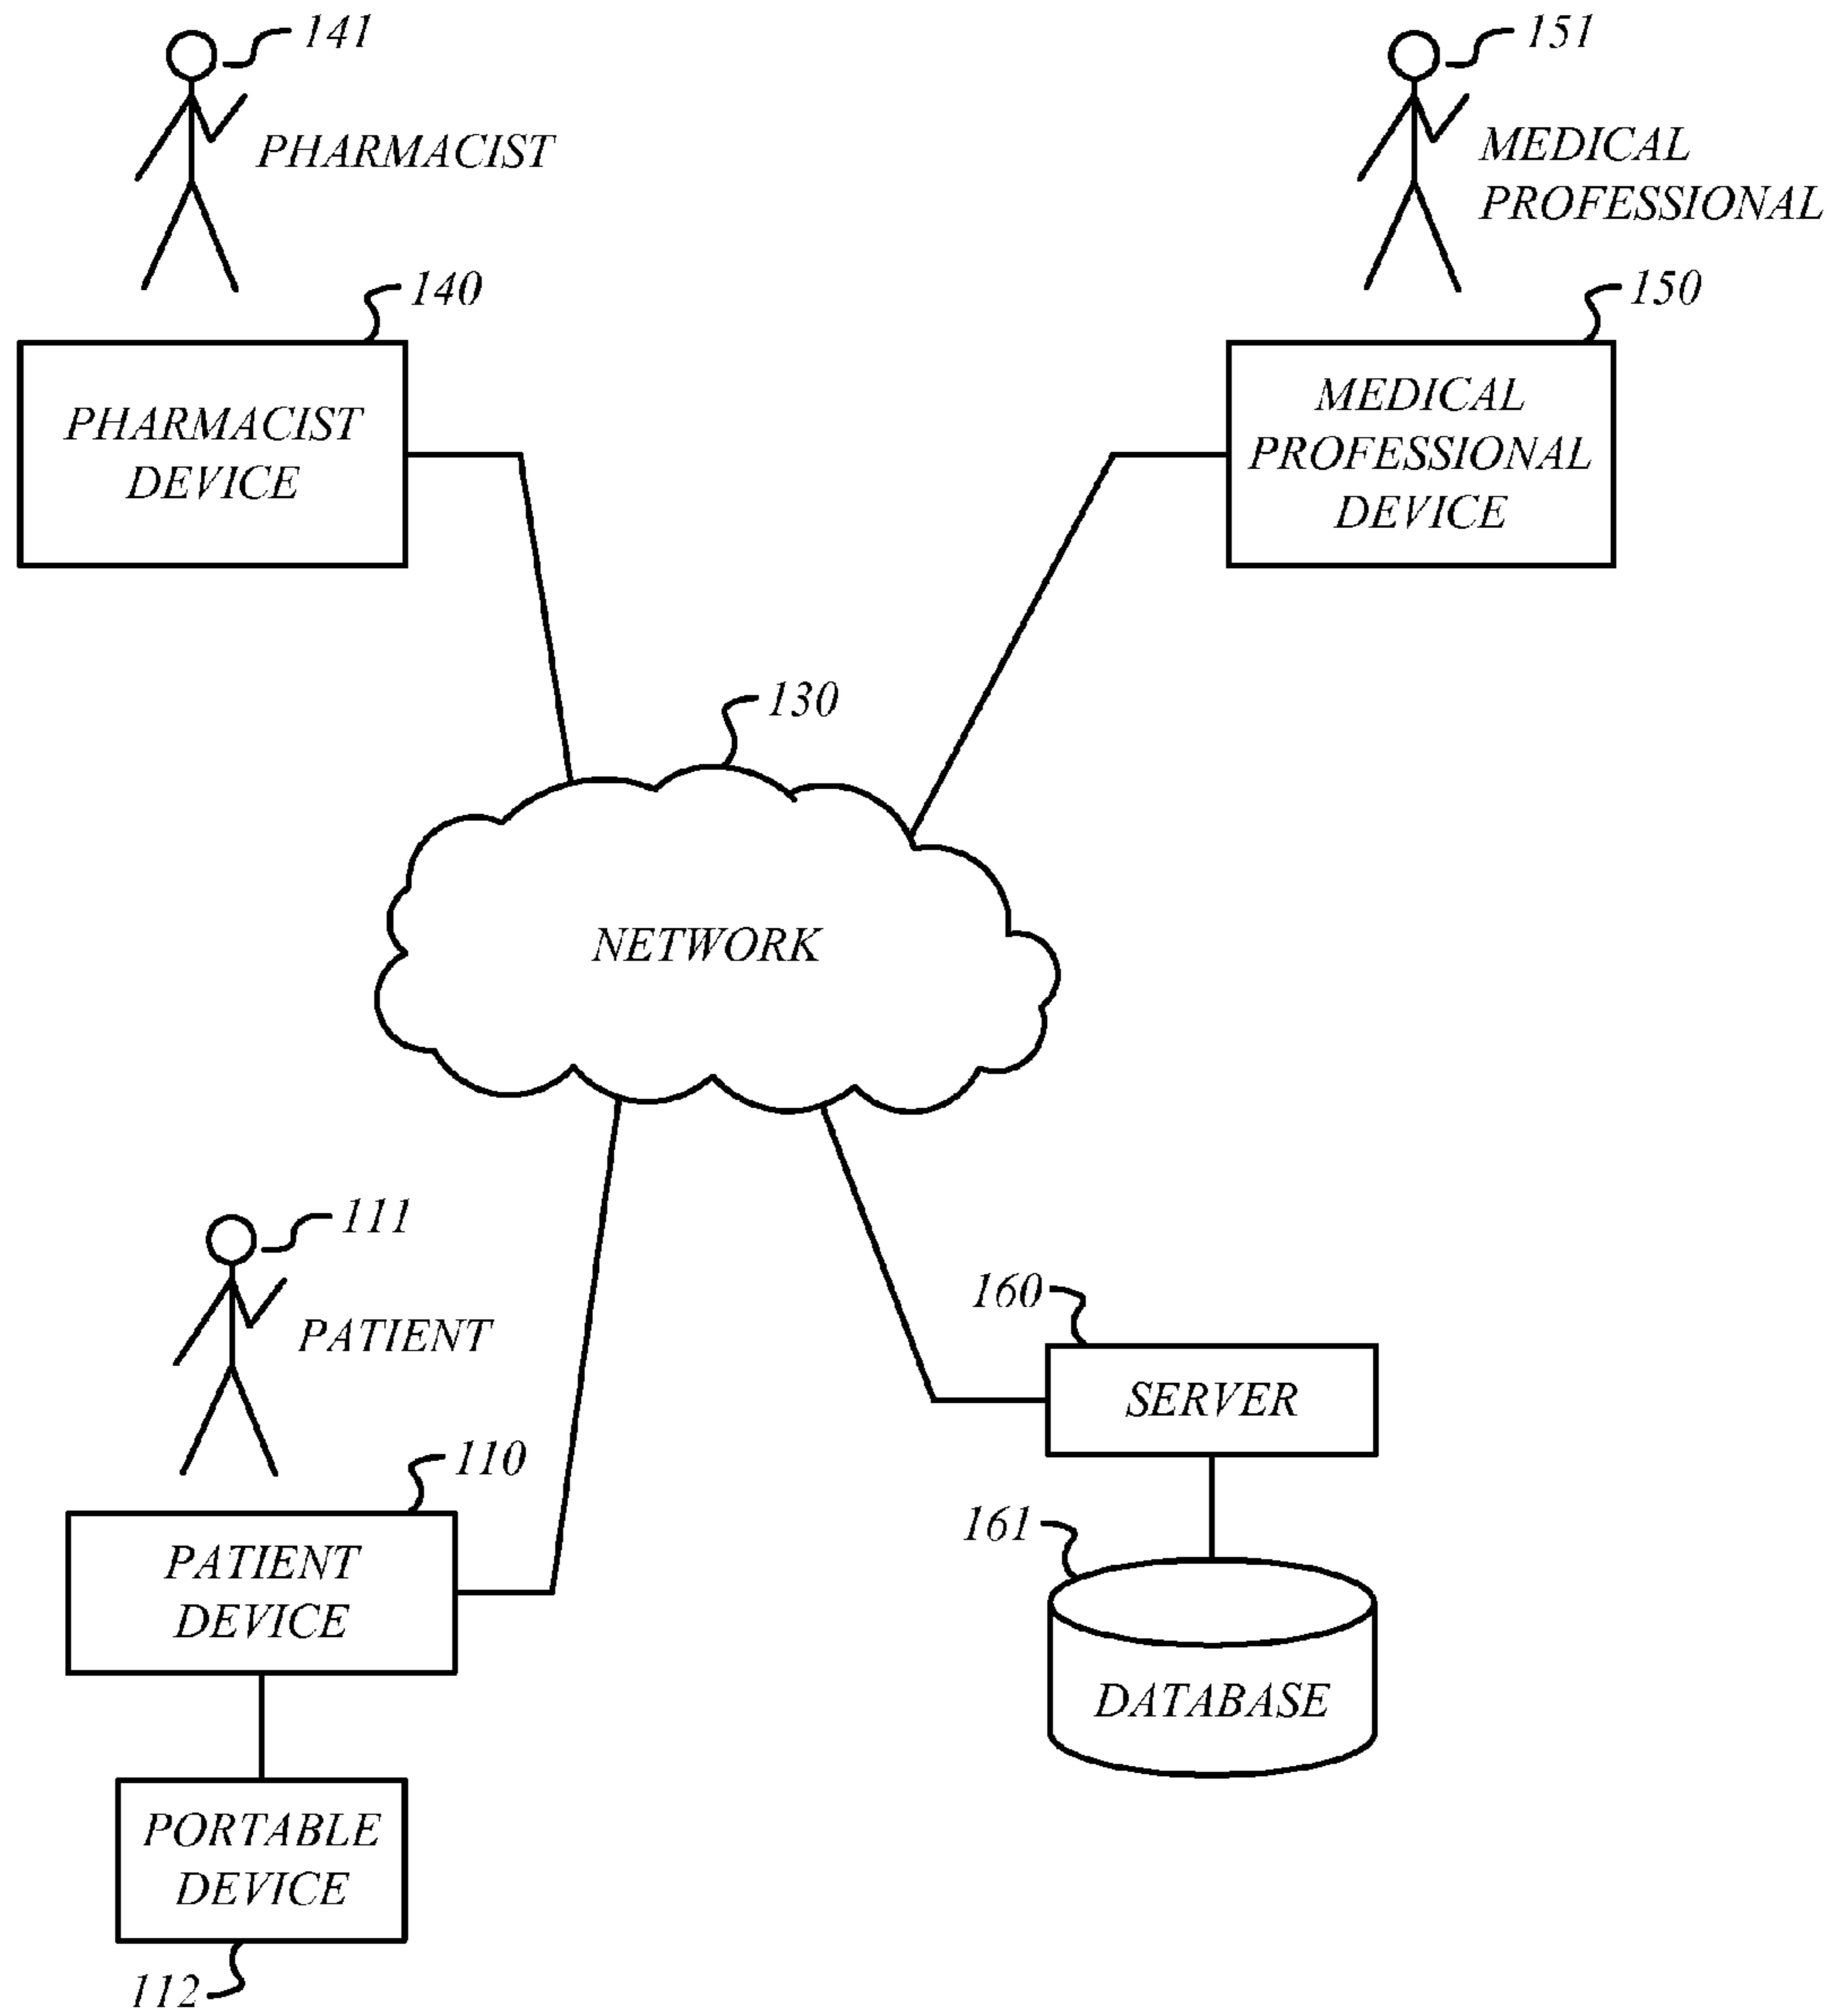 141
PHARMACIST
151
MEDICAL
PROFESSIONAL
140
PHARMACIST
DEVICE
150
MEDICAL
PROFESSIONAL
DEVICE
130
NETWORK
111
PATIENT
110
PATIENT
DEVICE
160
SERVER
161
DATABASE
PORTABLE
DEVICE
112